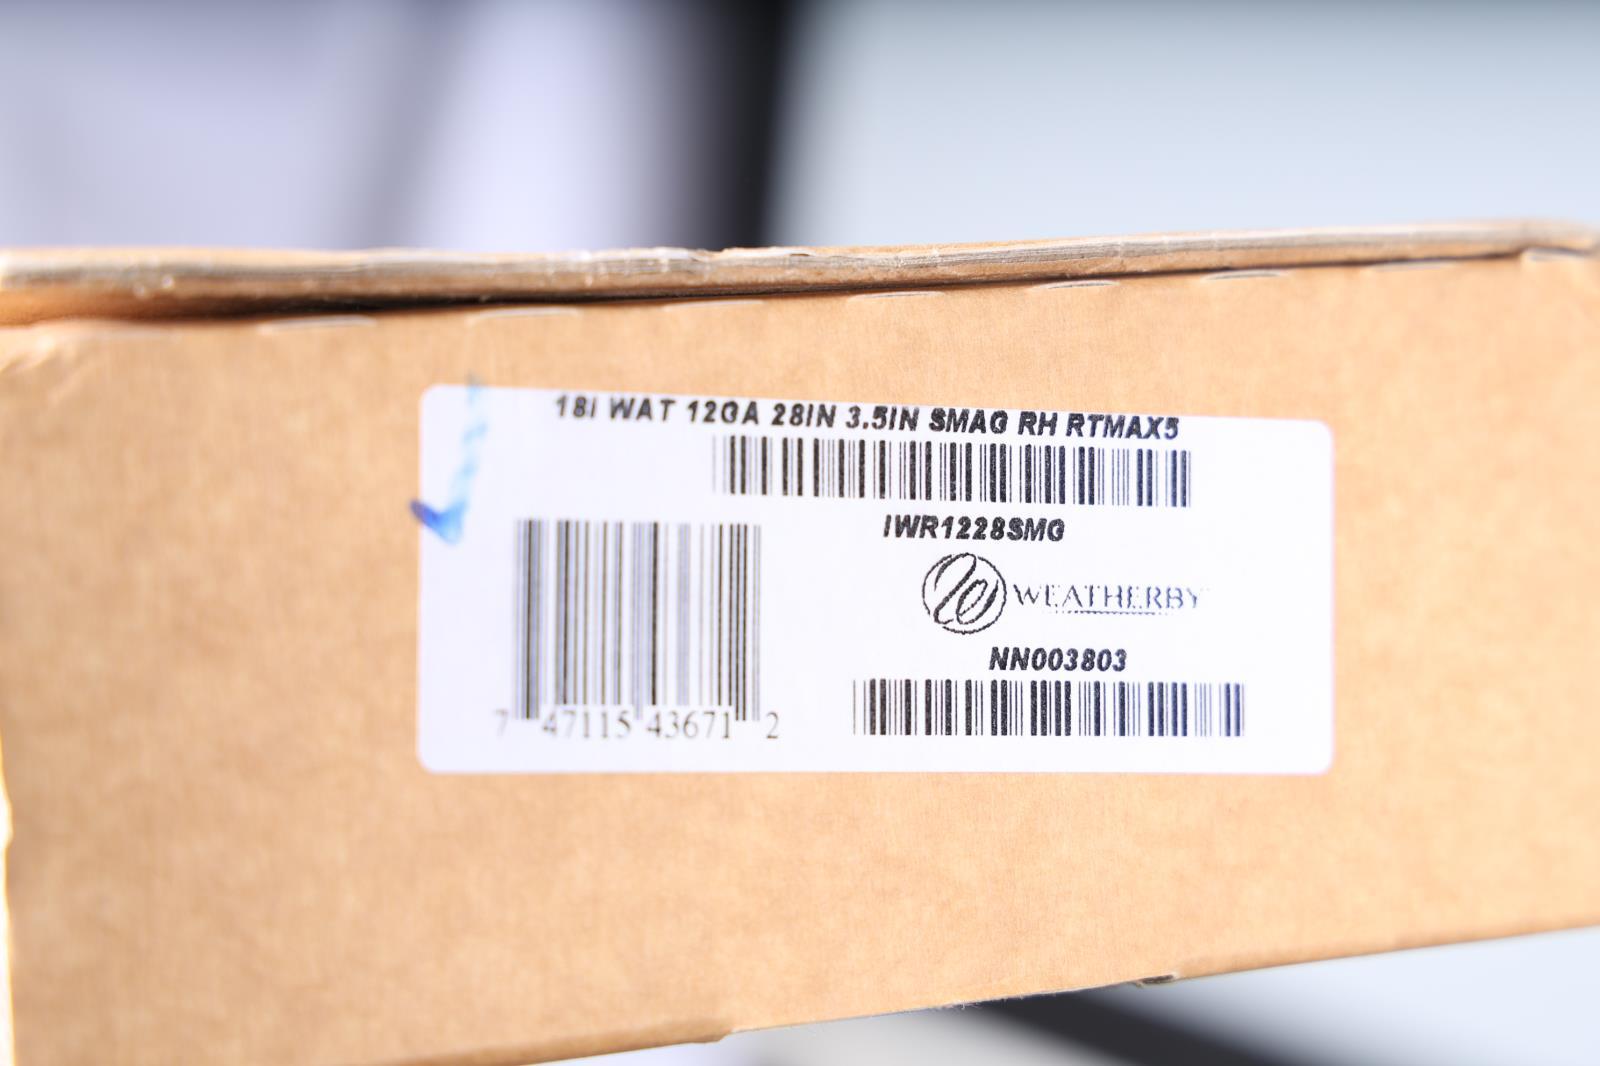 18I WAT 12GA 28IN 3.5IN SMAG RH RTMAX5
IWR1228SMG
WEATHERBY
NN003803
7 47115 43671 2